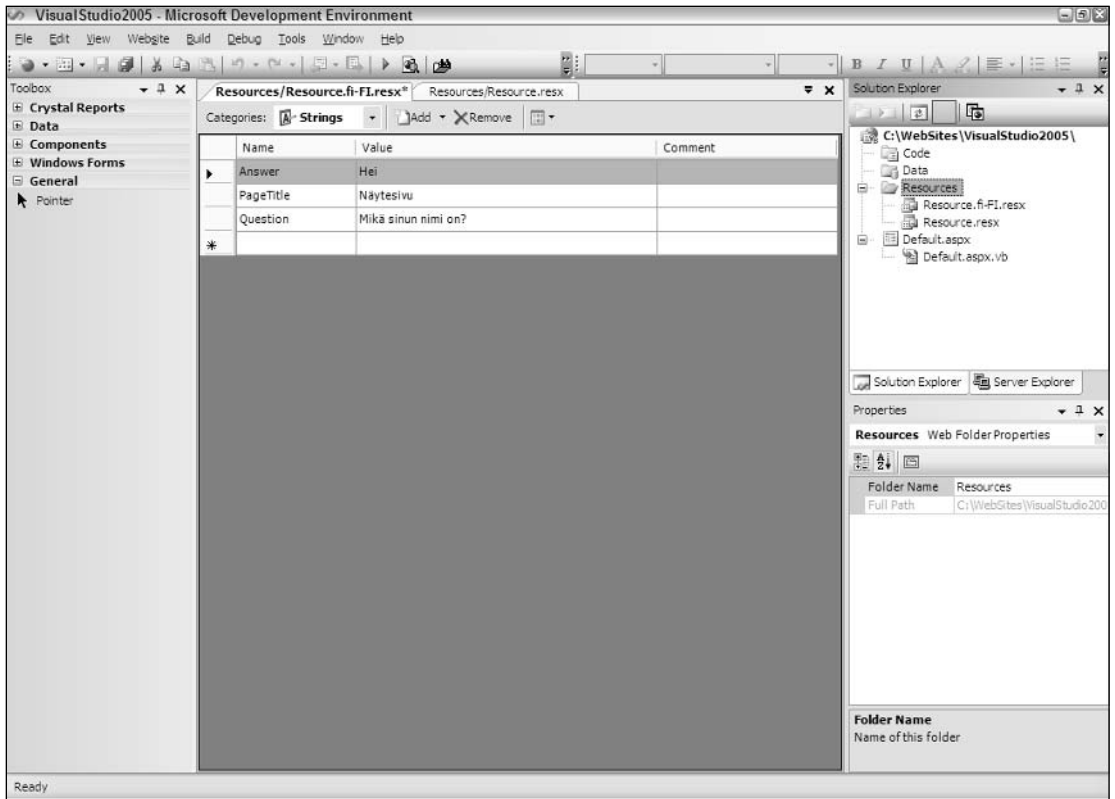 VisualStudio2005 - Microsoft Development Environment
File Edit View Website Build Debug Tools Window Help
Toolbox
Crystal Reports
Data
Components
Windows Forms
General
Pointer
Resources/Resource.fi-FI.resx* Resources/Resource.resx
Categories: Strings Add Remove
Name Value Comment
Answer Hei
PageTitle Näytesivu
Question Mikä sinun nimi on?
B I U A
Solution Explorer
C:\WebSites\VisualStudio2005\
Code
Data
Resources
Resource.fi-FI.resx
Resource.resx
Default.aspx
Default.aspx.vb
Solution Explorer Server Explorer
Properties
Resources Web Folder Properties
Folder Name Resources
Full Path C:\WebSites\VisualStudio200
Folder Name
Name of this folder
Ready